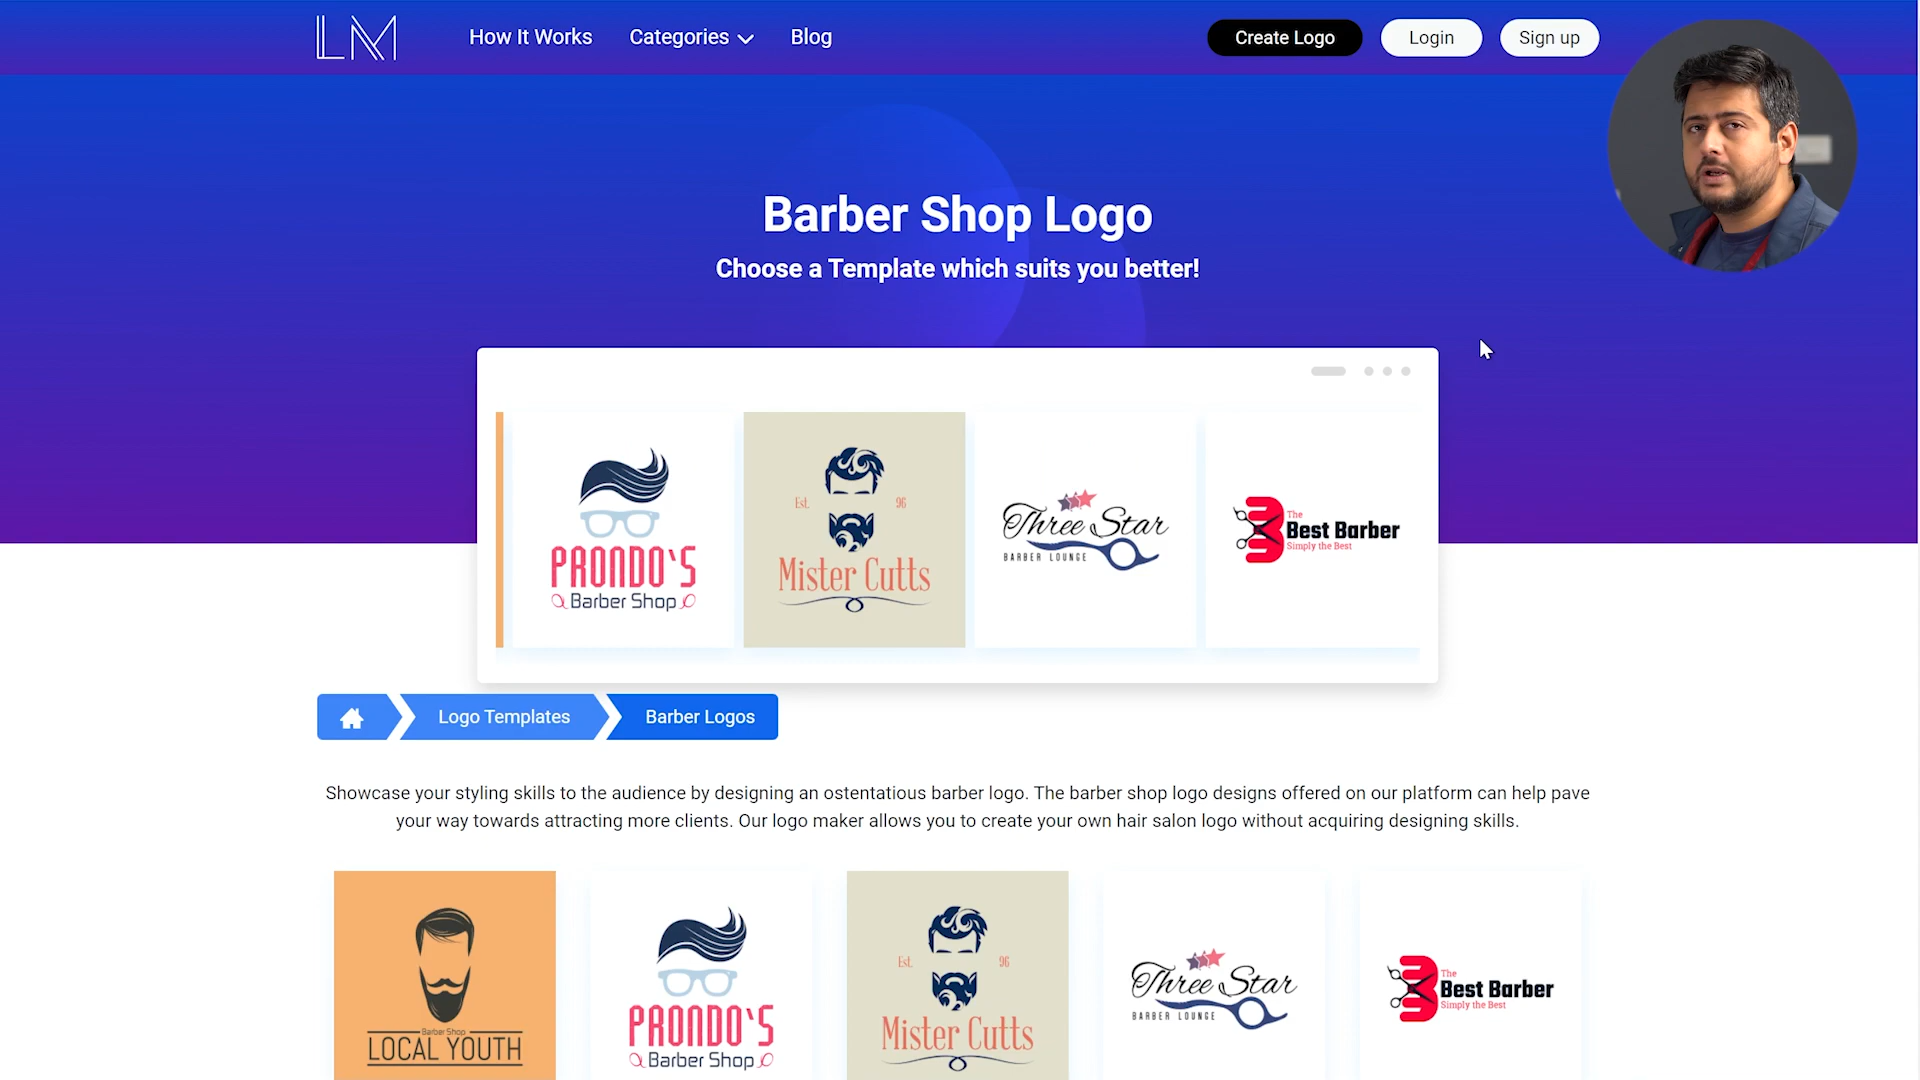 LM
How It Works
Categories
Blog
Create Logo
Login
Sign up
Barber Shop Logo
Choose a Template which suits you better!
PRONDO'S
Barber Shop
Est. 96
Mister Cutts
Three Star
BARBER LOUNGE
The
Best Barber
Simply the Best
Logo Templates
Barber Logos
Showcase your styling skills to the audience by designing an ostentatious barber logo. The barber shop logo designs offered on our platform can help pave
your way towards attracting more clients. Our logo maker allows you to create your own hair salon logo without acquiring designing skills.
Barber Shop
LOCAL YOUTH
PRONDO'S
Barber Shop
Est. 96
Mister Cutts
Three Star
BARBER LOUNGE
The
Best Barber
Simply the Best